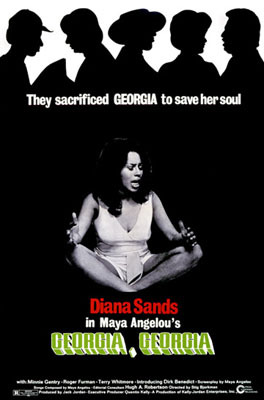 They sacrificed GEORGIA to save her soul
Diana Sands
in Maya Angelou's
GEORGIA, GEORGIA
with Minnie Gentry · Roger Furman · Terry Whitmore · Introducing Dirk Benedict · Screenplay by Maya Angelou
Songs Composed by Maya Angelou · Editorial Consultant Hugh A. Robertson Directed by Stig Bjorkman
Produced by Jack Jordan · Executive Producer Quentin Kelly · A Production of Kelly-Jordan Enterprises, Inc.
R